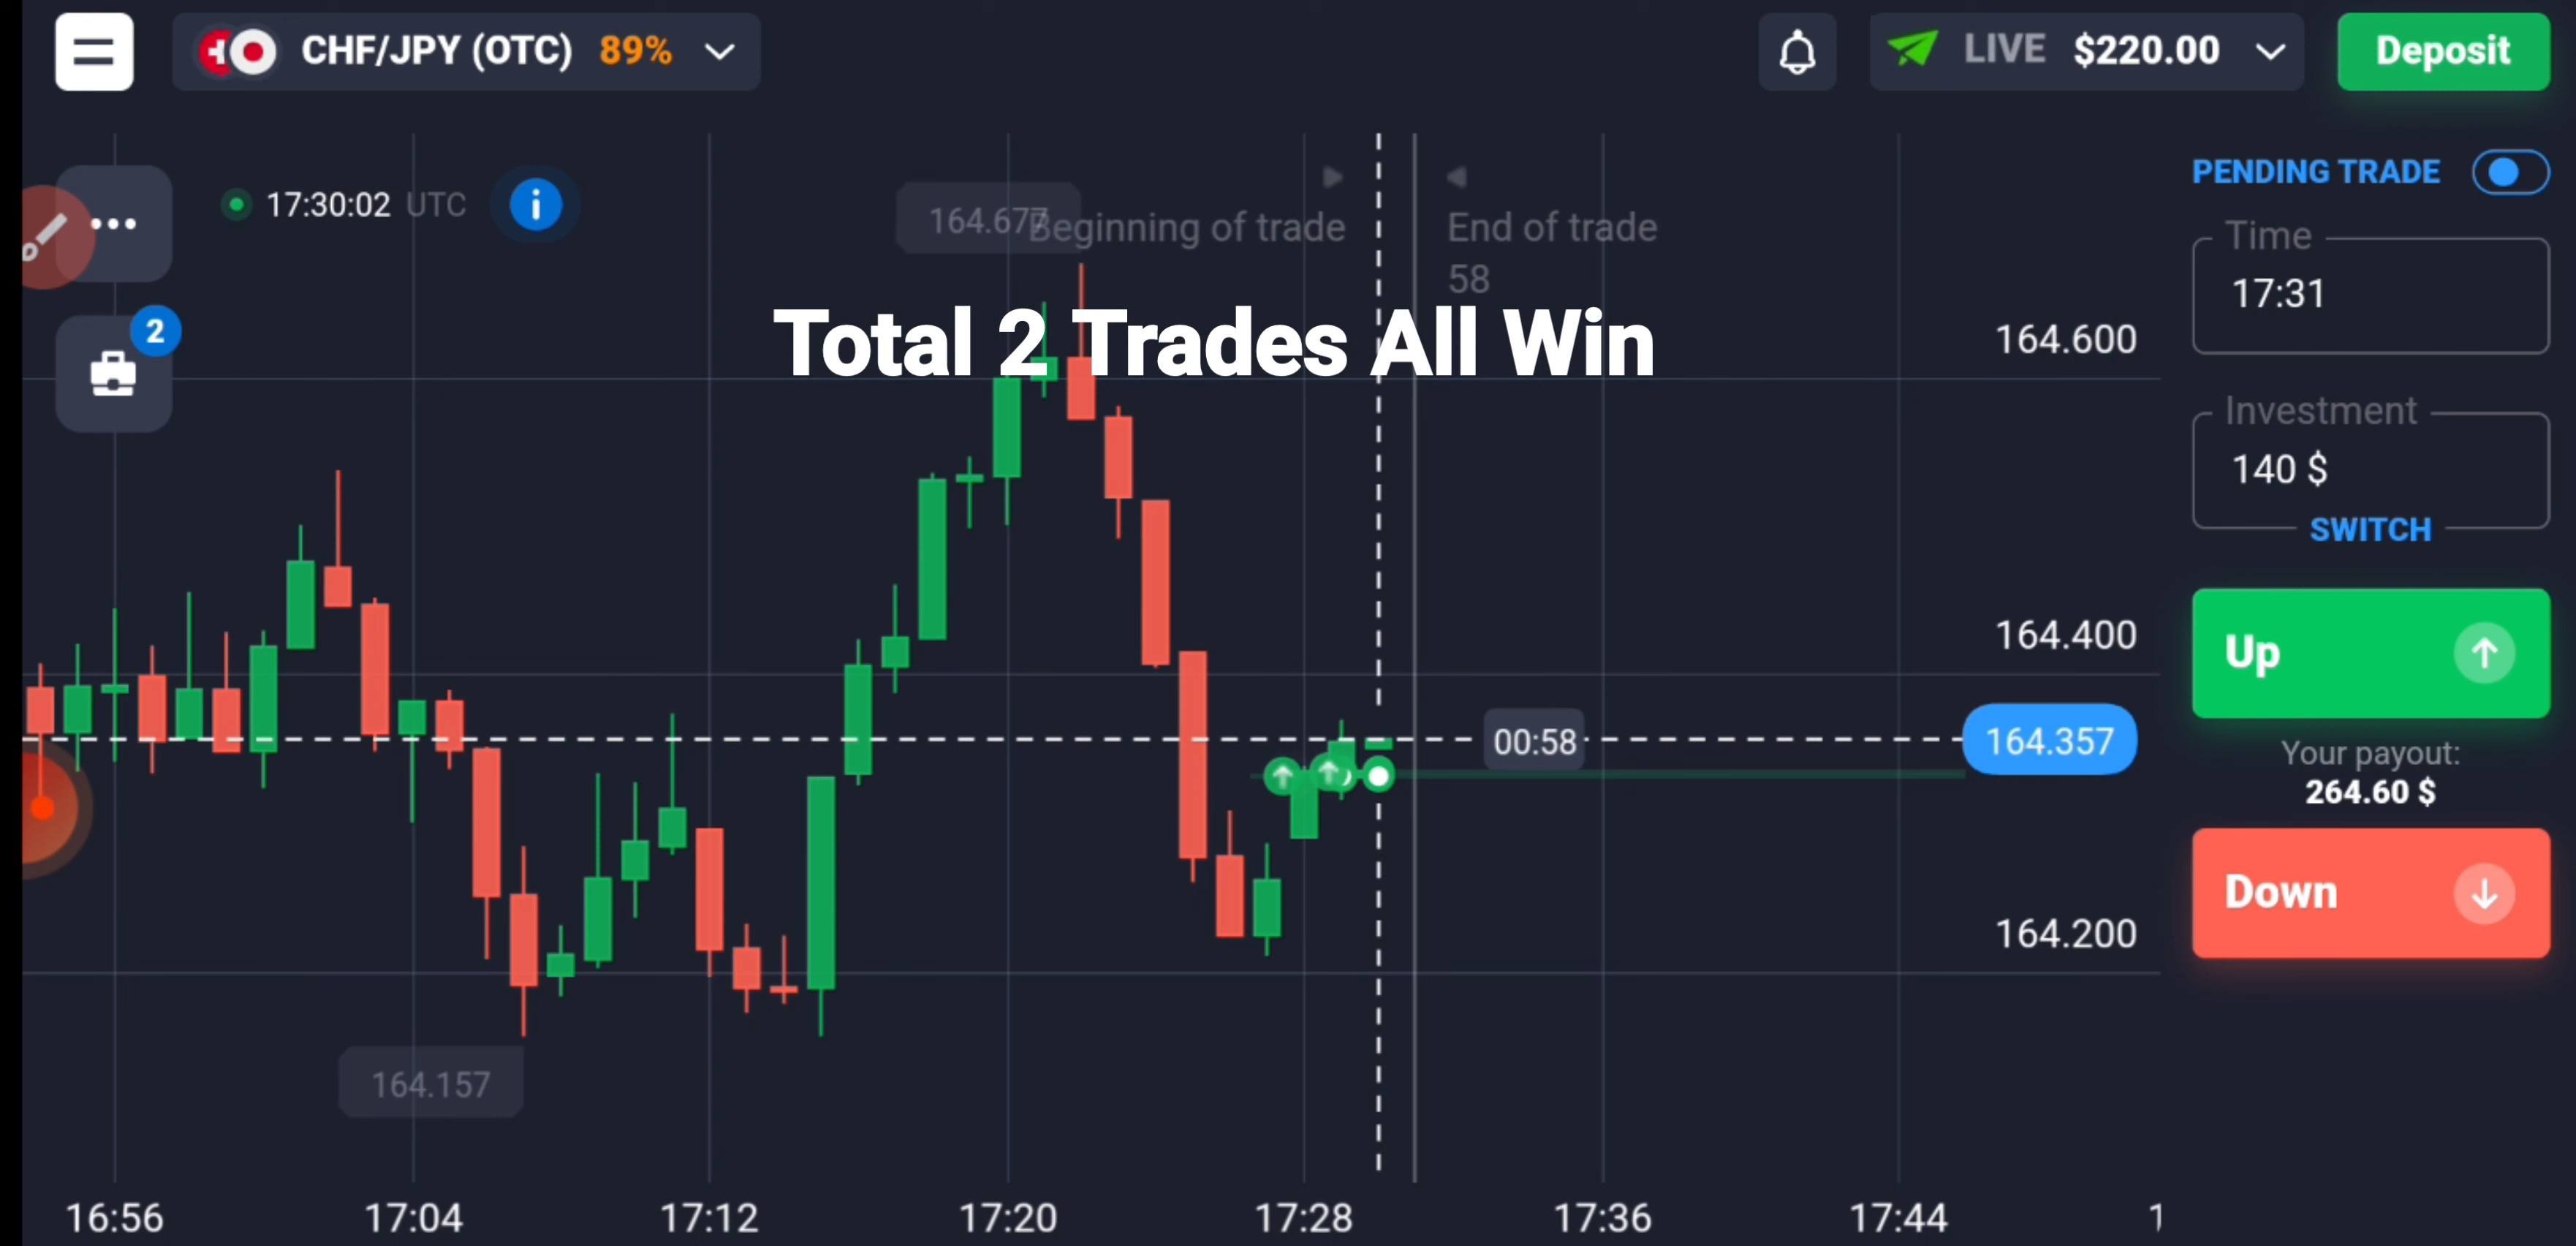 CHF/JPY (OTC) 89%
LIVE $220.00
Deposit
17:30:02 UTC
164.677
Beginning of trade
End of trade
58
PENDING TRADE
Time
17:31
2
Total 2 Trades All Win
164.600
Investment
140 $
SWITCH
164.400
Up
00:58
164.357
Your payout:
264.60 $
Down
164.200
164.157
16:56 17:04 17:12 17:20 17:28 17:36 17:44 1